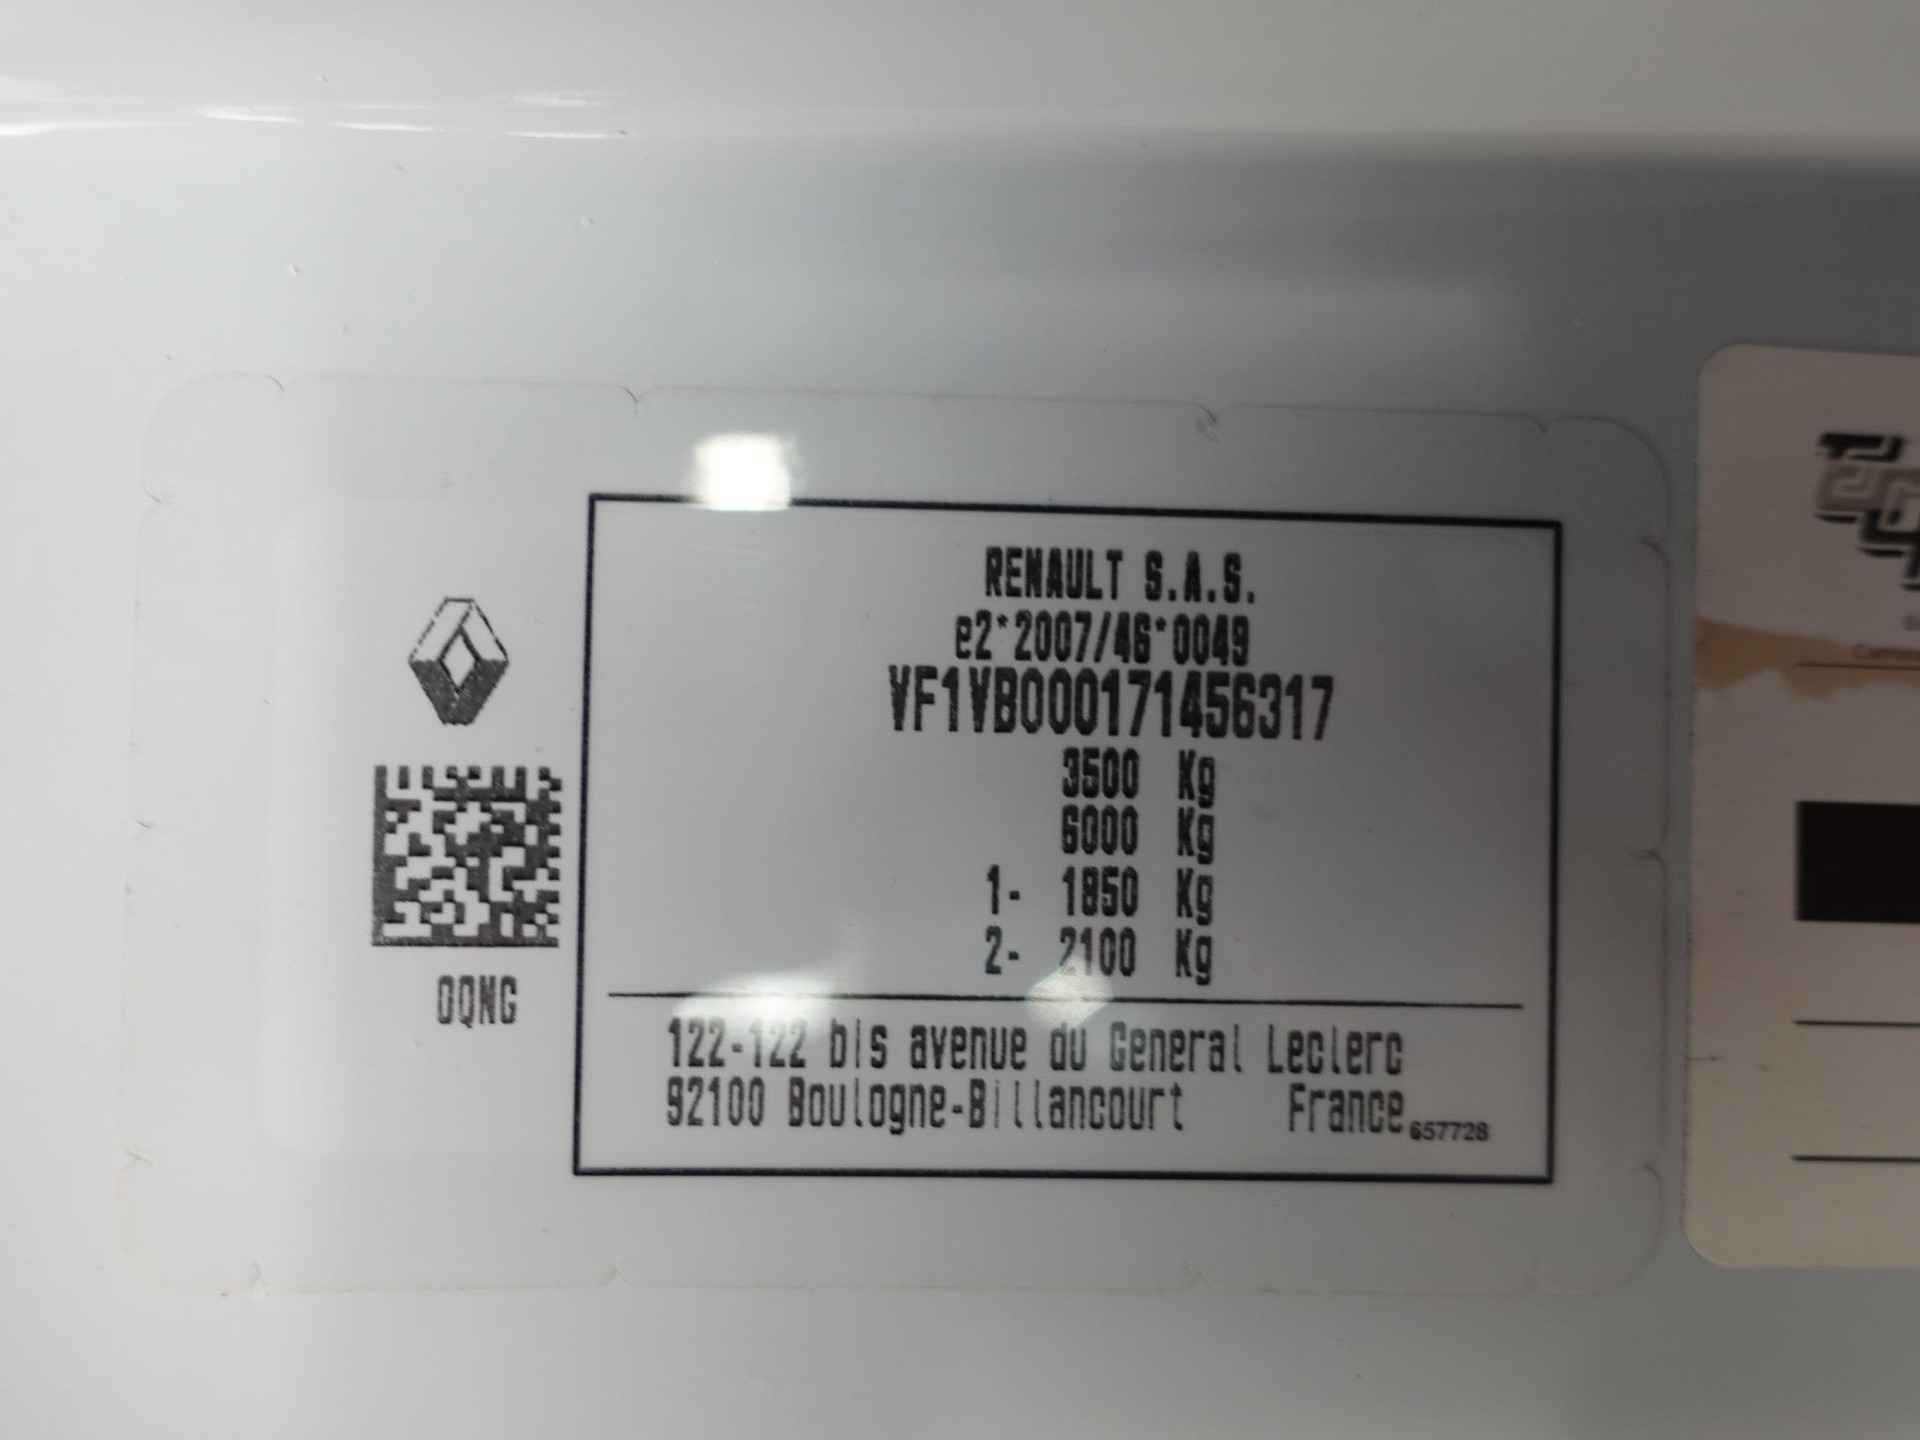 RENAULT S.A.S.
e2*2007/46*0049
VF1VB000171456317
3500 Kg
6000 Kg
1- 1850 Kg
2- 2100 Kg
0QNG
122-122 bis avenue du General Leclerc
92100 Boulogne-Billancourt France 657728